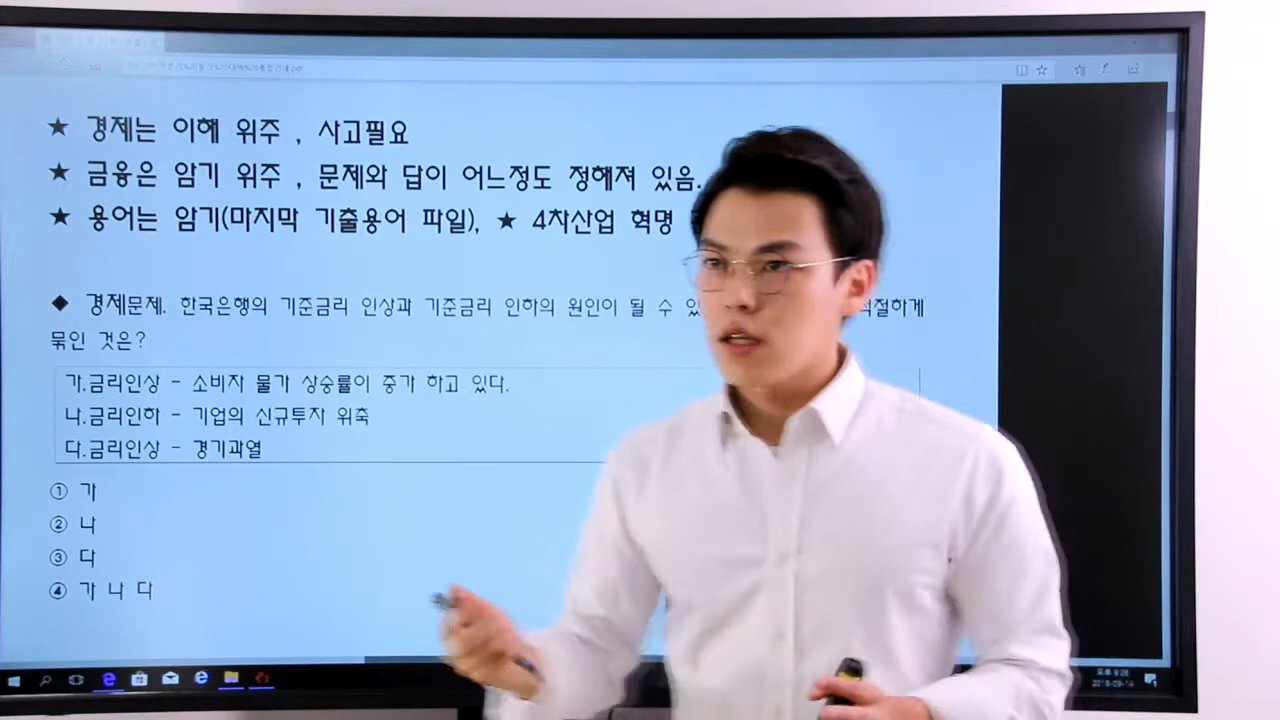 ★ 경제는 이해 위주 , 사고필요
★ 금융은 암기 위주 , 문제와 답이 어느정도 정해져 있음.
★ 용어는 암기(마지막 기출용어 파일), ★ 4차산업 혁명
◆ 경제문제. 한국은행의 기준금리 인상과 기준금리 인하의 원인이 될 수 있 적절하게
묶인 것은?
가.금리인상 - 소비자 물가 상승률이 증가 하고 있다.
나.금리인하 - 기업의 신규투자 위축
다.금리인상 - 경기과열
① 가
② 나
③ 다
④ 가 나 다